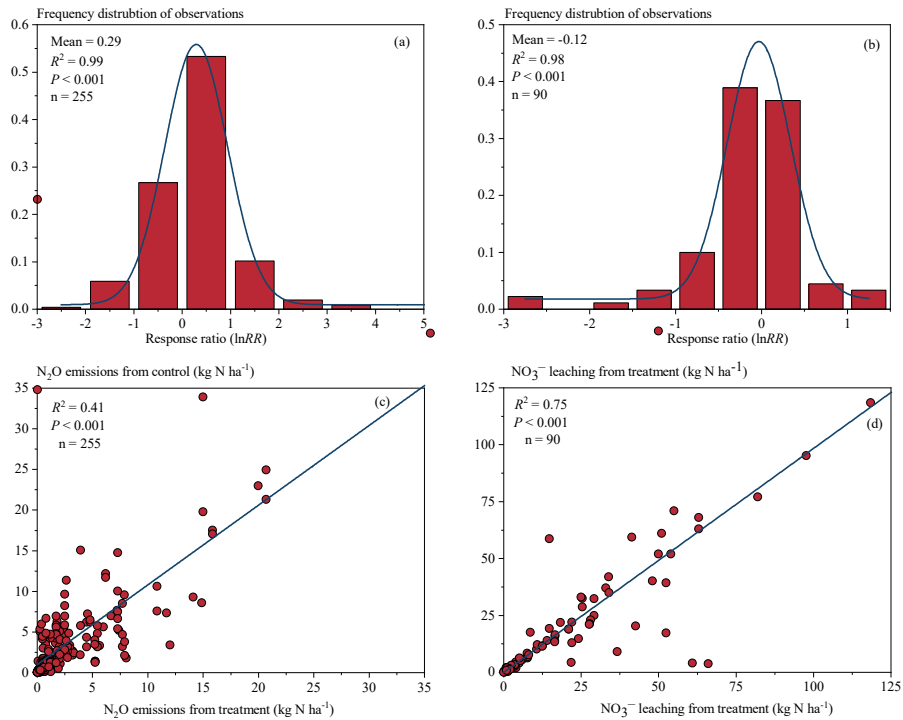 Frequency distrubtion of observations
0.6
0.5
0.4
0.3
0.2
0.1
0.0
Mean = 0.29
R² = 0.99
P < 0.001
n = 255
(a)
-3 -2 -1 0 1 2 3 4 5
Response ratio (lnRR)
Frequency distrubtion of observations
0.5
0.4
0.3
0.2
0.1
0.0
Mean = -0.12
R² = 0.98
P < 0.001
n = 90
(b)
-3 -2 -1 0 1
Response ratio (lnRR)
N₂O emissions from control (kg N ha⁻¹)
35
30
25
20
15
10
5
0
R² = 0.41
P < 0.001
n = 255
(c)
0 5 10 15 20 25 30 35
N₂O emissions from treatment (kg N ha⁻¹)
NO₃⁻ leaching from treatment (kg N ha⁻¹)
125
100
75
50
25
0
R² = 0.75
P < 0.001
n = 90
(d)
0 25 50 75 100 125
NO₃⁻ leaching from treatment (kg N ha⁻¹)